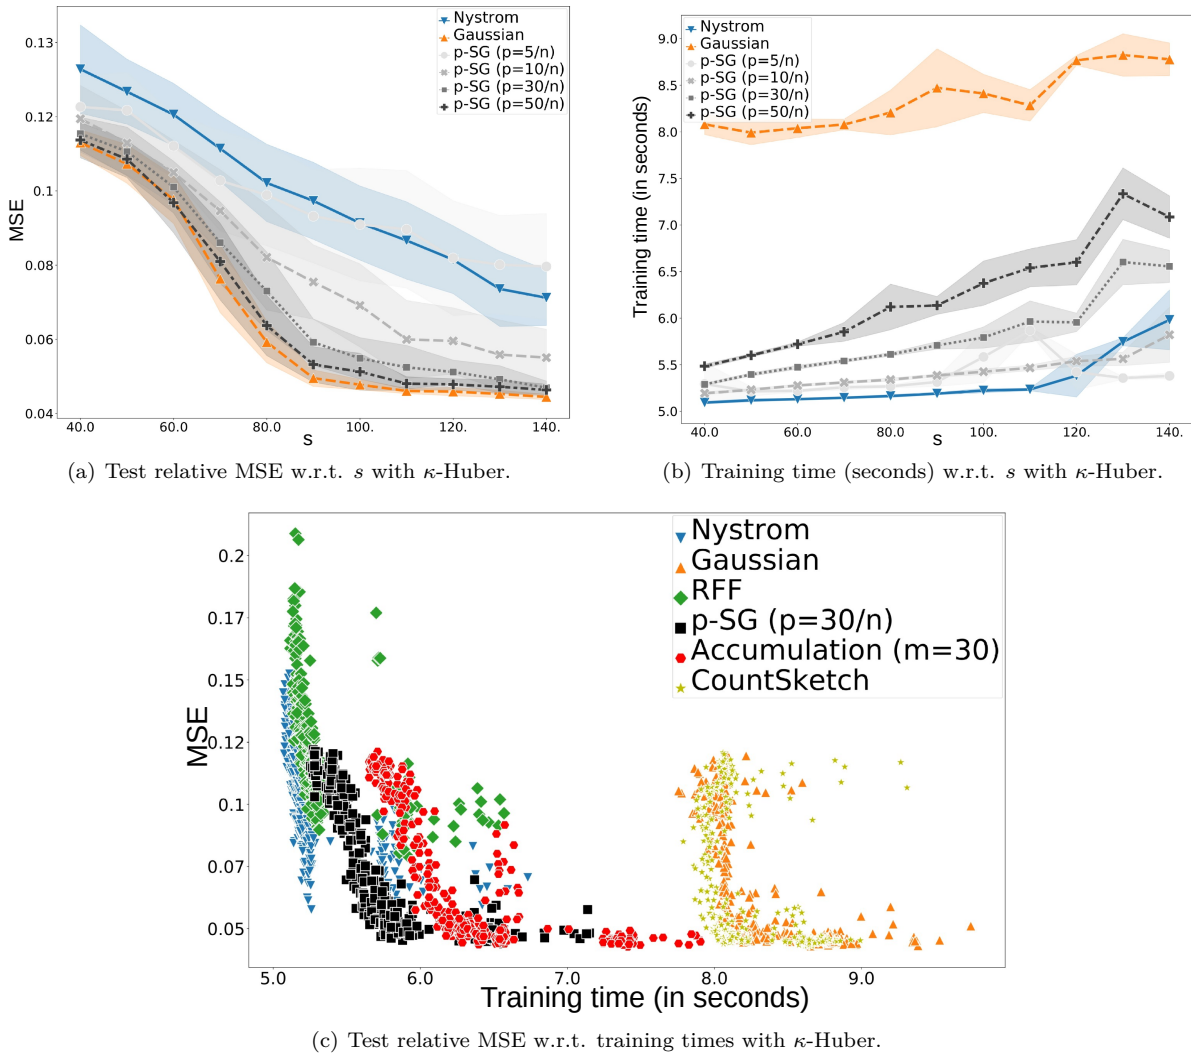 Nystrom
Gaussian
p-SG (p=5/n)
p-SG (p=10/n)
p-SG (p=30/n)
p-SG (p=50/n)
0.13
0.12
0.1
0.08
0.06
0.04
MSE
40.0 60.0 80.0 100. 120. 140.
s
(a) Test relative MSE w.r.t. s with κ-Huber.
Nystrom
Gaussian
p-SG (p=5/n)
p-SG (p=10/n)
p-SG (p=30/n)
p-SG (p=50/n)
9.0
8.5
8.0
7.5
7.0
6.5
6.0
5.5
5.0
Training time (in seconds)
40.0 60.0 80.0 100. 120. 140.
s
(b) Training time (seconds) w.r.t. s with κ-Huber.
Nystrom
Gaussian
RFF
p-SG (p=30/n)
Accumulation (m=30)
CountSketch
0.2
0.17
0.15
0.12
0.1
0.07
0.05
MSE
5.0 6.0 7.0 8.0 9.0
Training time (in seconds)
(c) Test relative MSE w.r.t. training times with κ-Huber.